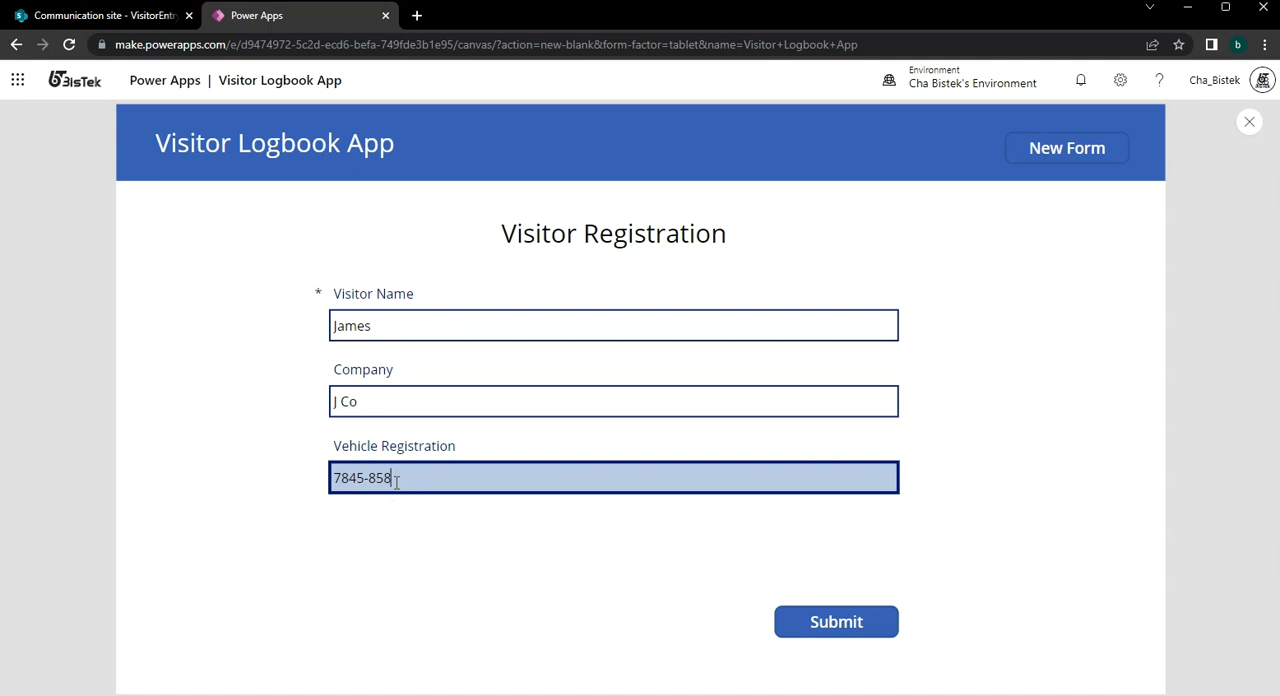 Communication site - VisitorEntr
Power Apps
make.powerapps.com/e/d9474972-5c2d-ecd6-befa-749fde3b1e95/canvas/?action=new-blank&form-factor=tablet&name=Visitor+Logbook+App
b
BisTek
Power Apps | Visitor Logbook App
Environment
Cha Bistek's Environment
?
Cha_Bistek
Visitor Logbook App
New Form
Visitor Registration
* Visitor Name
James
Company
J Co
Vehicle Registration
7845-858
Submit